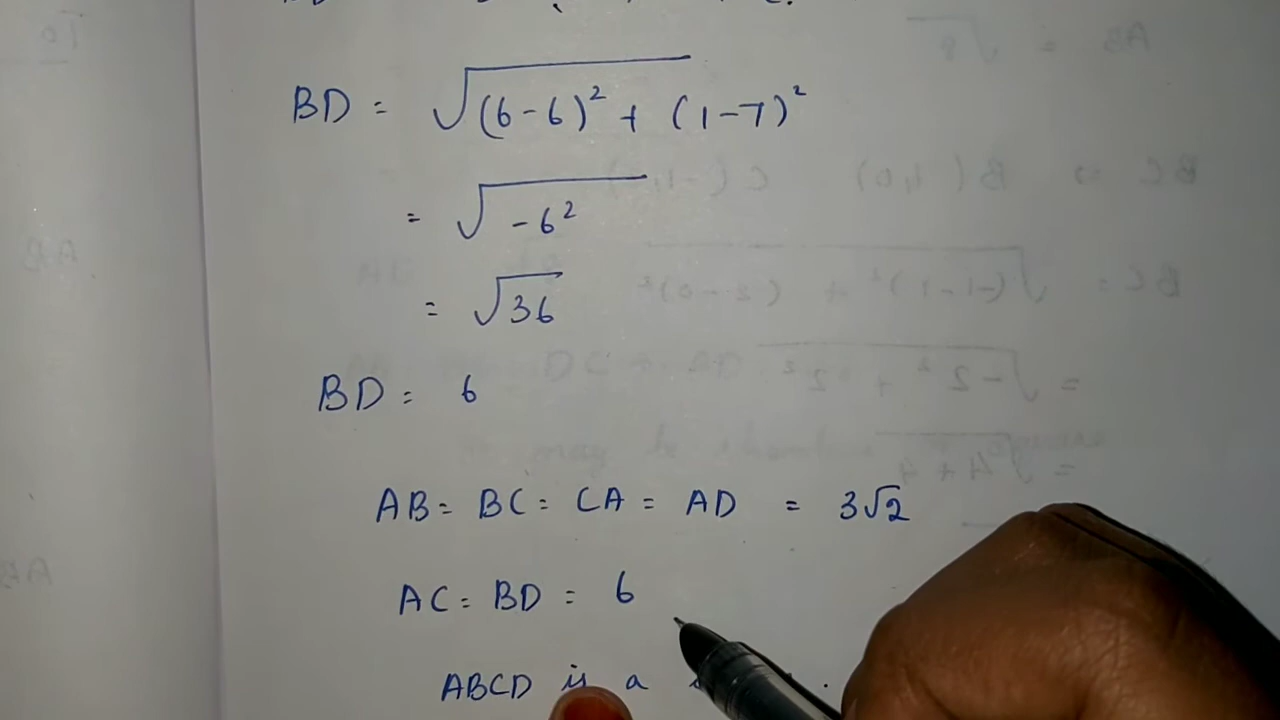 BD = √(6-6)² + (1-7)²
= √-6²
= √36
BD = 6
AB = BC = CA = AD = 3√2
AC = BD = 6
ABCD is a